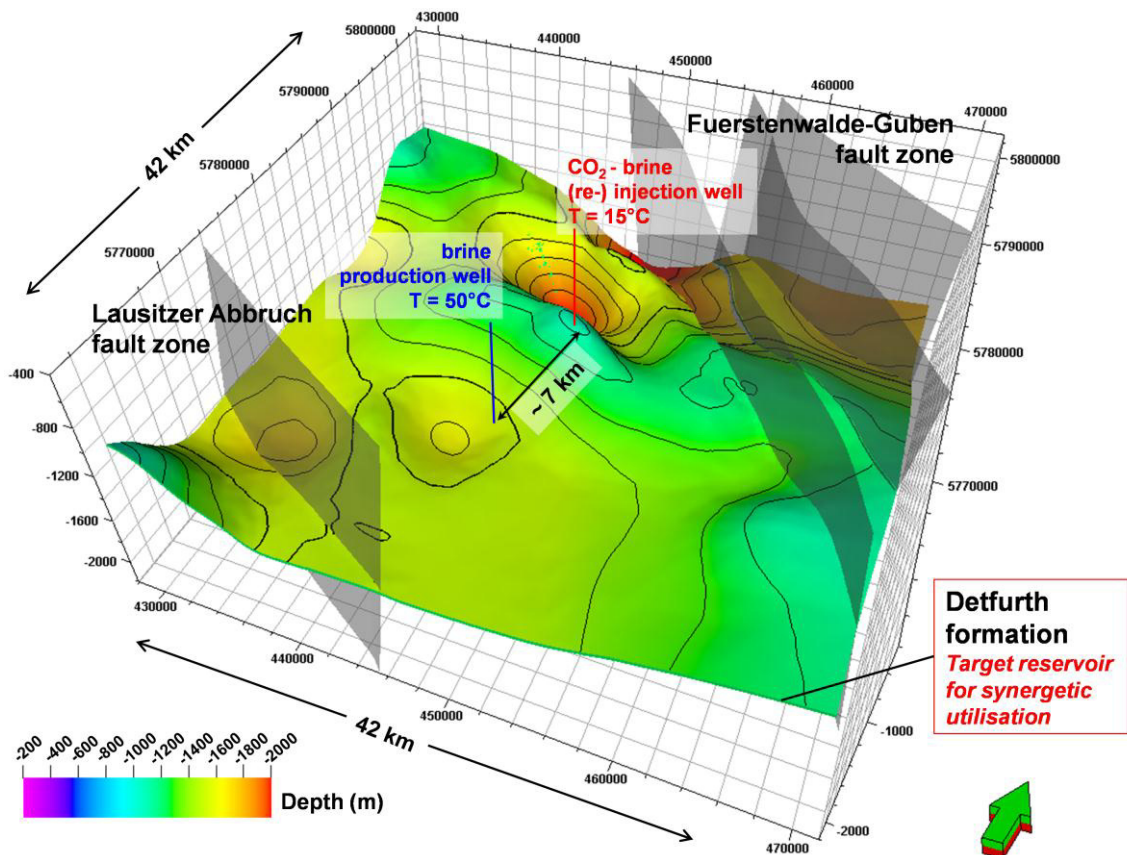 430000
440000
450000
460000
470000
5800000
5790000
5780000
5770000
42 km
Fuerstenwalde-Guben
fault zone
CO₂ - brine
(re-) injection well
T = 15°C
brine
production well
T = 50°C
Lausitzer Abbruch
fault zone
~ 7 km
5800000
5790000
5780000
5770000
-400
-800
-1200
-1600
-2000
430000
440000
450000
460000
470000
42 km
-1000
-2000
Detfurth
formation
Target reservoir
for synergetic
utilisation
-200
-400
-600
-800
-1000
-1200
-1400
-1600
-1800
-2000
Depth (m)